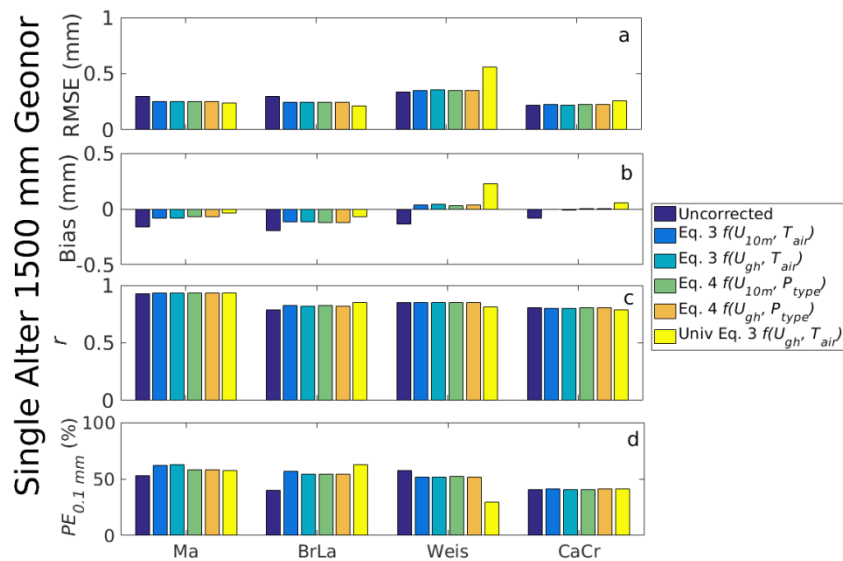 Single Alter 1500 mm Geonor
1
0.5
0
RMSE (mm)
a
0.5
0
-0.5
Bias (mm)
b
1
0.5
0
r
c
100
50
0
PE0.1 mm (%)
d
Ma BrLa Weis CaCr
Uncorrected
Eq. 3 f(U10m, Tair)
Eq. 3 f(Ugh, Tair)
Eq. 4 f(U10m, Ptype)
Eq. 4 f(Ugh, Ptype)
Univ Eq. 3 f(Ugh, Tair)